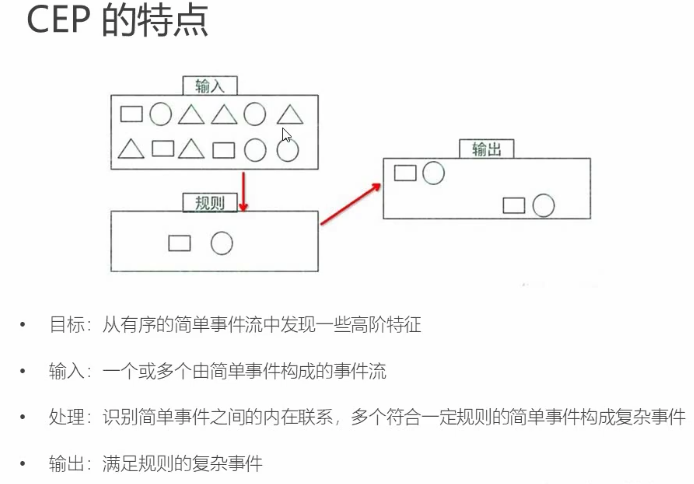 CEP 的特点
输入
输出
规则
• 目标：从有序的简单事件流中发现一些高阶特征
• 输入：一个或多个由简单事件构成的事件流
• 处理：识别简单事件之间的内在联系，多个符合一定规则的简单事件构成复杂事件
• 输出：满足规则的复杂事件